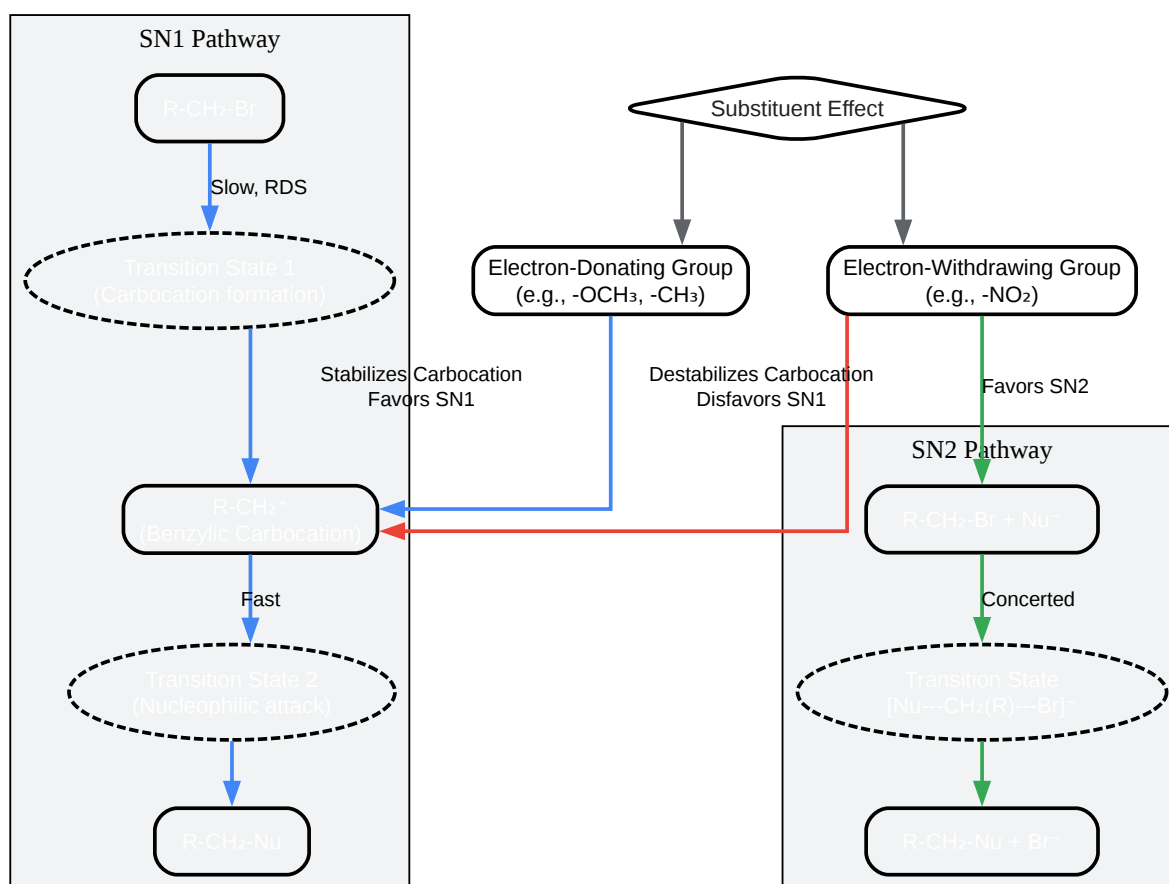 SN1 Pathway
R-CH₂-Br
Slow, RDS
Transition State 1
(Carbocation formation)
Substituent Effect
Electron-Donating Group
(e.g., -OCH₃, -CH₃)
Electron-Withdrawing Group
(e.g., -NO₂)
Stabilizes Carbocation
Favors SN1
Destabilizes Carbocation
Disfavors SN1
Favors SN2
R-CH₂⁺
(Benzylic Carbocation)
Fast
Transition State 2
(Nucleophilic attack)
R-CH₂-Nu
SN2 Pathway
R-CH₂-Br + Nu⁻
Concerted
Transition State
[Nu---CH₂(R)---Br]⁻
R-CH₂-Nu + Br⁻